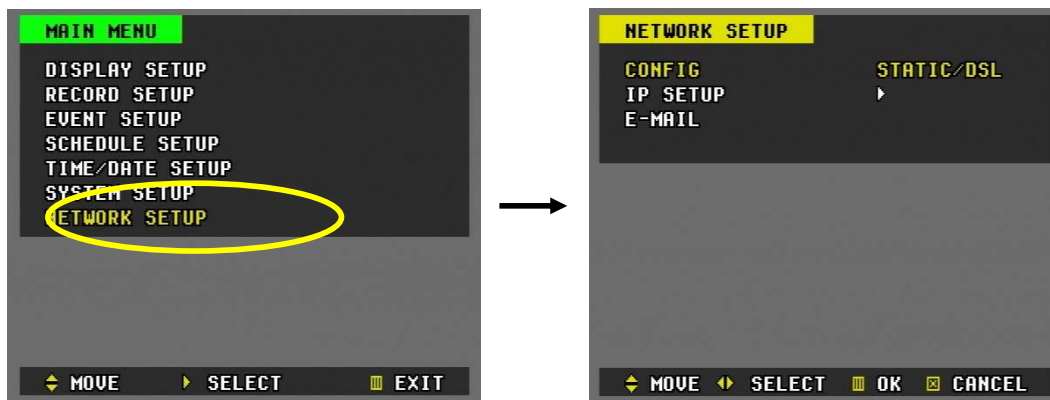 MAIN MENU
DISPLAY SETUP
RECORD SETUP
EVENT SETUP
SCHEDULE SETUP
TIME/DATE SETUP
SYSTEM SETUP
NETWORK SETUP
MOVE SELECT EXIT
NETWORK SETUP
CONFIG STATIC/DSL
IP SETUP
E-MAIL
MOVE SELECT OK CANCEL